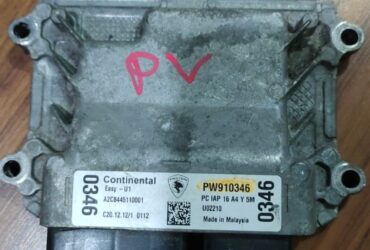 PV
0346
Continental
Easy -U1
A2C8445110001
C20.12.12/1 0112
PW910346
PC IAP 16 A4 Y 5M
U02210
Made in Malaysia
0346